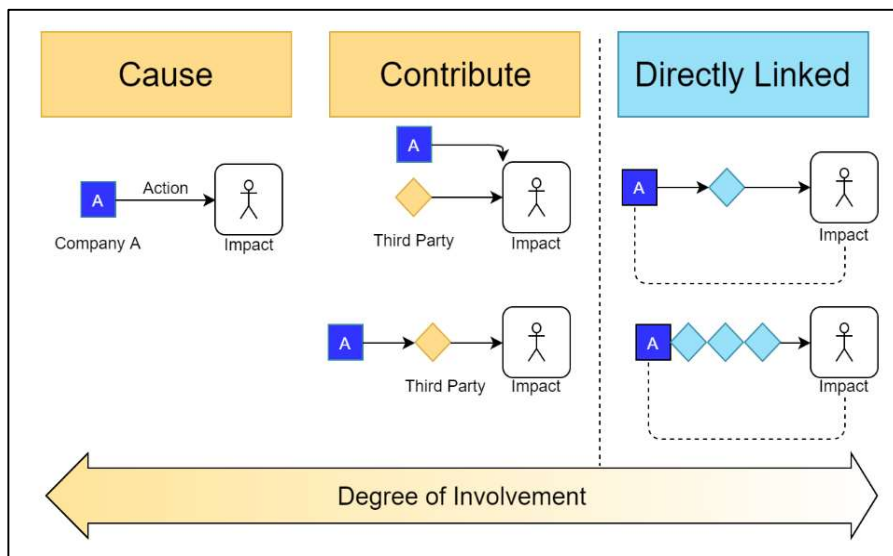 Cause
Contribute
Directly Linked
A
Action
Company A
Impact
A
Third Party
Impact
A
Impact
A
Third Party
Impact
A
Impact
Degree of Involvement